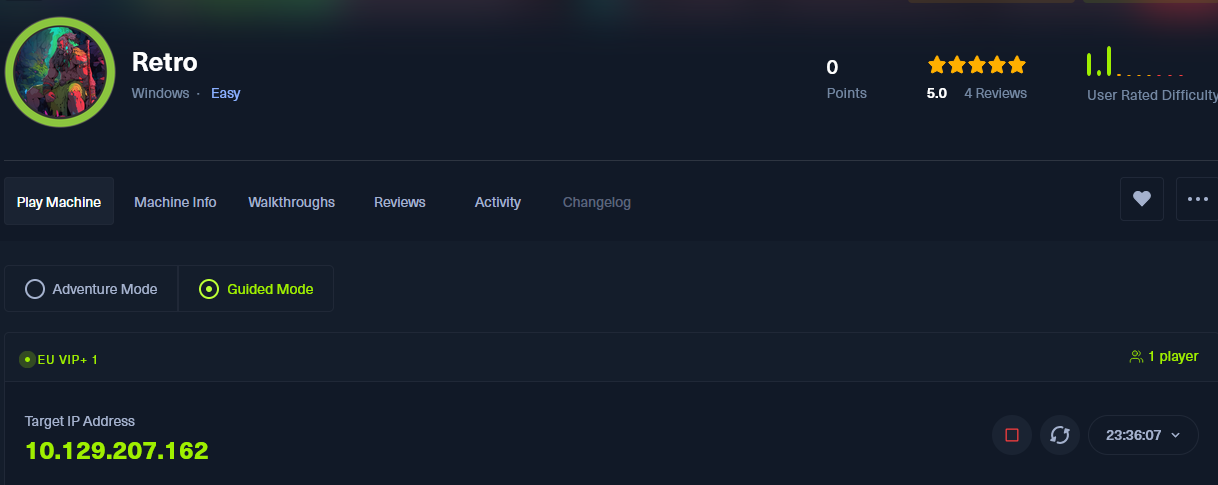 Retro
Windows · Easy
0
Points
5.0 4 Reviews
User Rated Difficulty
Play Machine Machine Info Walkthroughs Reviews Activity Changelog
Adventure Mode Guided Mode
EU VIP+ 1
1 player
Target IP Address
10.129.207.162
23:36:07